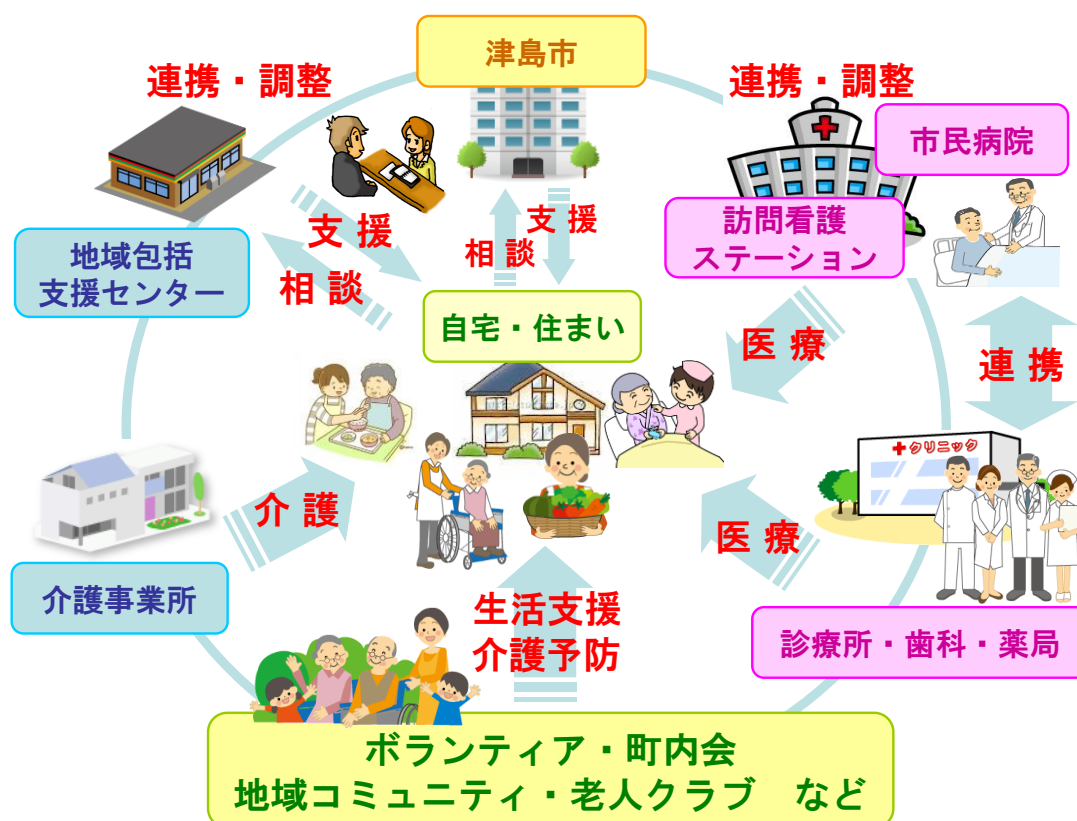 津島市
連携・調整
連携・調整
市民病院
訪問看護
ステーション
地域包括
支援センター
支援
相談
支援
相談
自宅・住まい
医療
連携
クリニック
介護
医療
介護事業所
生活支援
介護予防
診療所・歯科・薬局
ボランティア・町内会
地域コミュニティ・老人クラブ　など